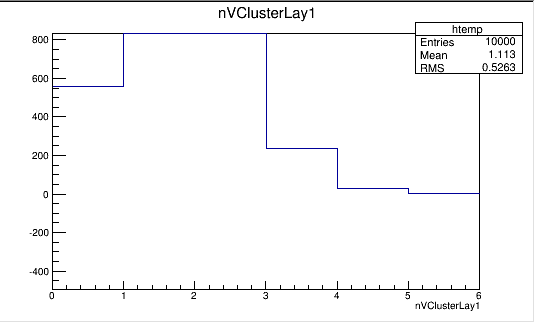 nVClusterLay1
htemp
Entries 10000
Mean 1.113
RMS 0.5263
800
600
400
200
0
-200
-400
0 1 2 3 4 5 6
nVClusterLay1